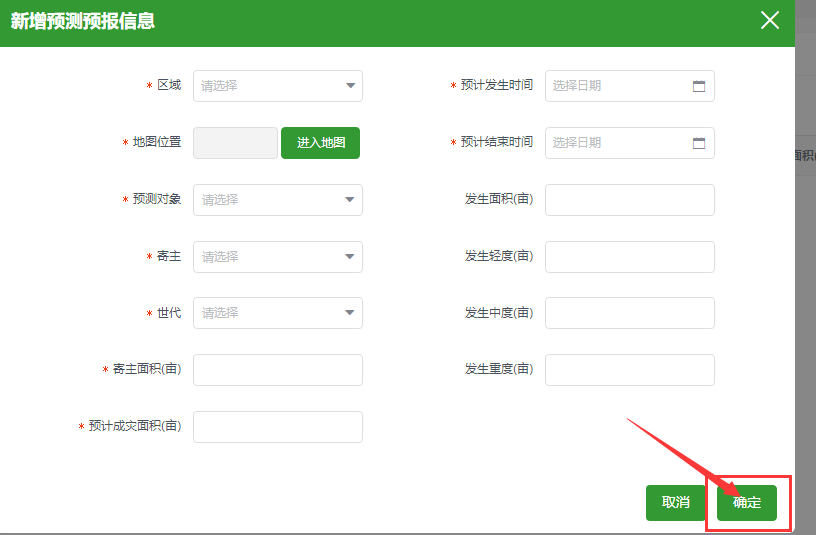 新增预测预报信息
* 区域 请选择
* 预计发生时间 选择日期
* 地图位置 进入地图
* 预计结束时间 选择日期
* 预测对象 请选择
发生面积(亩)
* 寄主 请选择
发生轻度(亩)
* 世代 请选择
发生中度(亩)
* 寄主面积(亩)
发生重度(亩)
* 预计成灾面积(亩)
取消 确定
面积(